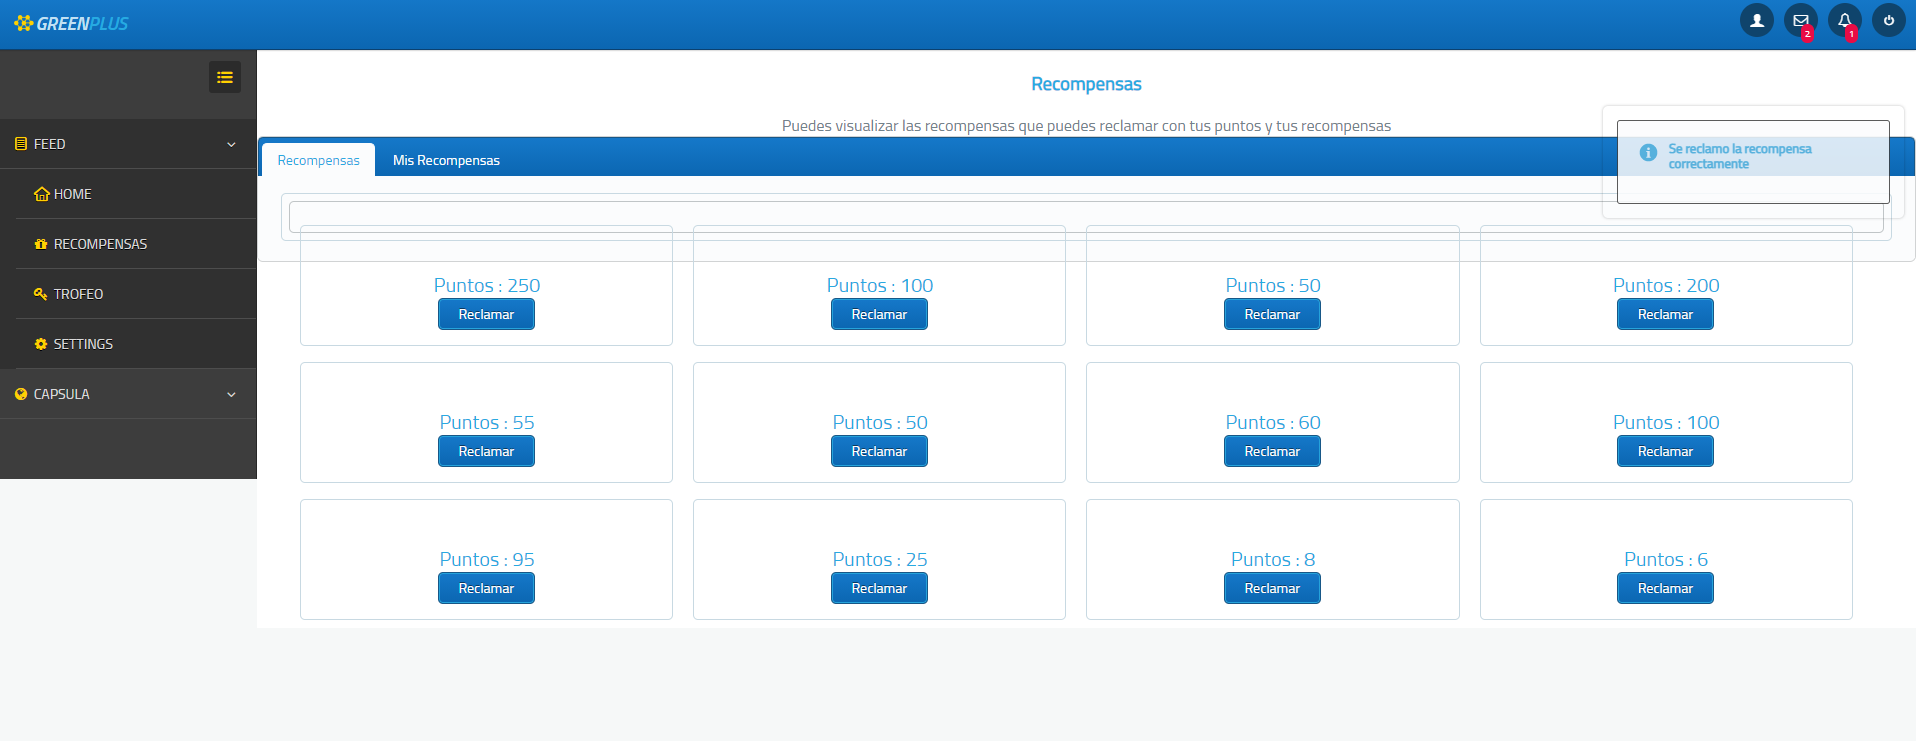 GREENPLUS
2
1
Recompensas
Puedes visualizar las recompensas que puedes reclamar con tus puntos y tus recompensas
Se reclamo la recompensa
correctamente
Recompensas
Mis Recompensas
FEED
HOME
RECOMPENSAS
TROFEO
SETTINGS
CAPSULA
Puntos : 250
Reclamar
Puntos : 100
Reclamar
Puntos : 50
Reclamar
Puntos : 200
Reclamar
Puntos : 55
Reclamar
Puntos : 50
Reclamar
Puntos : 60
Reclamar
Puntos : 100
Reclamar
Puntos : 95
Reclamar
Puntos : 25
Reclamar
Puntos : 8
Reclamar
Puntos : 6
Reclamar